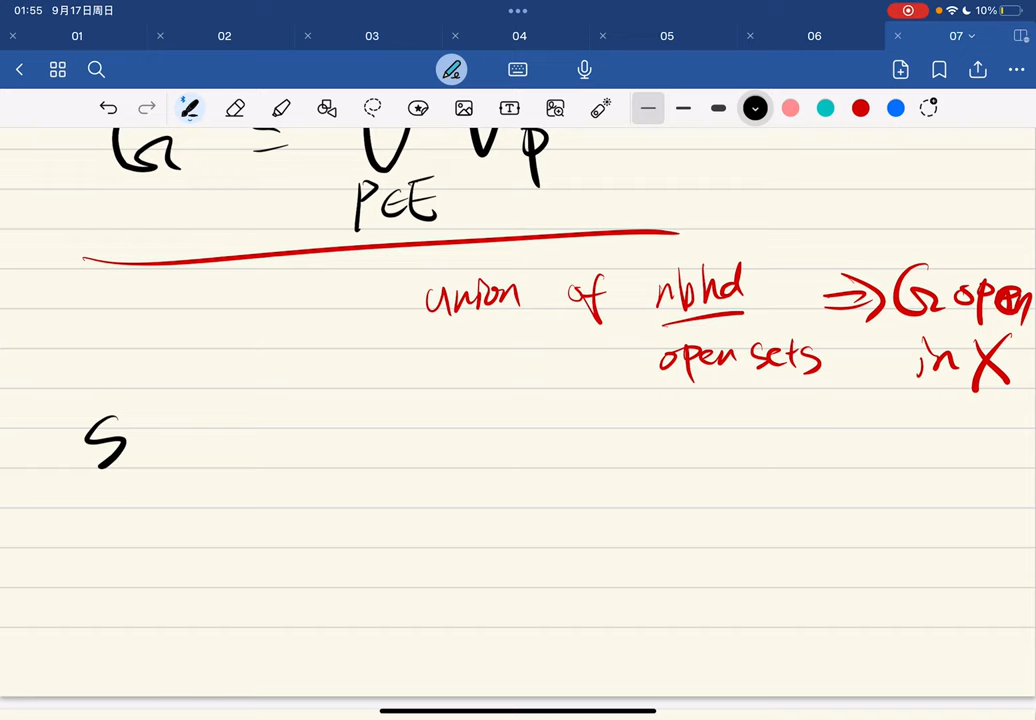 01:55 9月17日周日
10%
01 02 03 04 05 06 07
G = ∪ Vp
p∈E
union of nbhd ⇒ G open
open sets in X
S